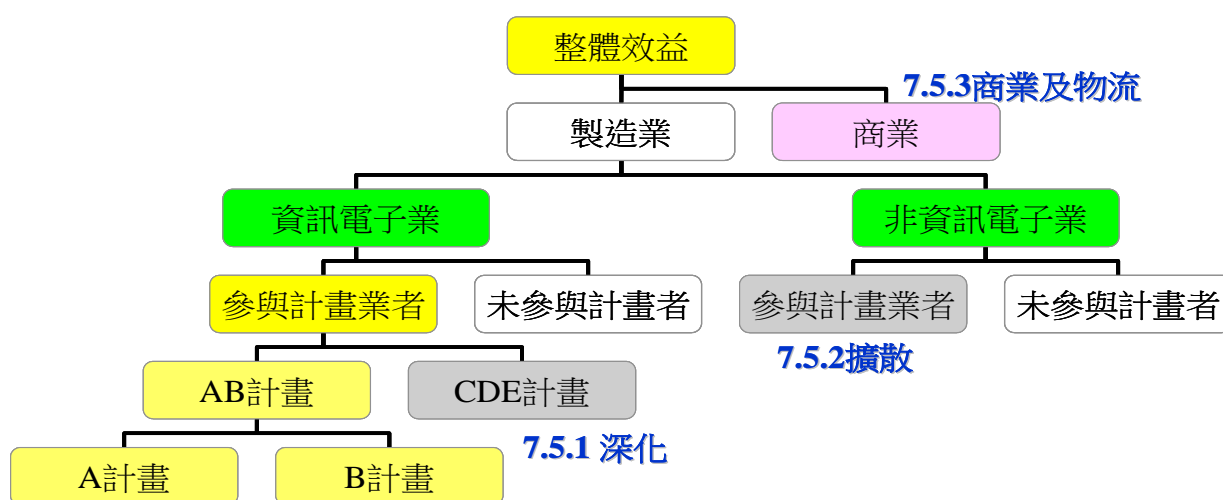 整體效益
7.5.3商業及物流
製造業
商業
資訊電子業
非資訊電子業
參與計畫業者
未參與計畫者
參與計畫業者
未參與計畫者
7.5.2擴散
AB計畫
CDE計畫
7.5.1 深化
A計畫
B計畫